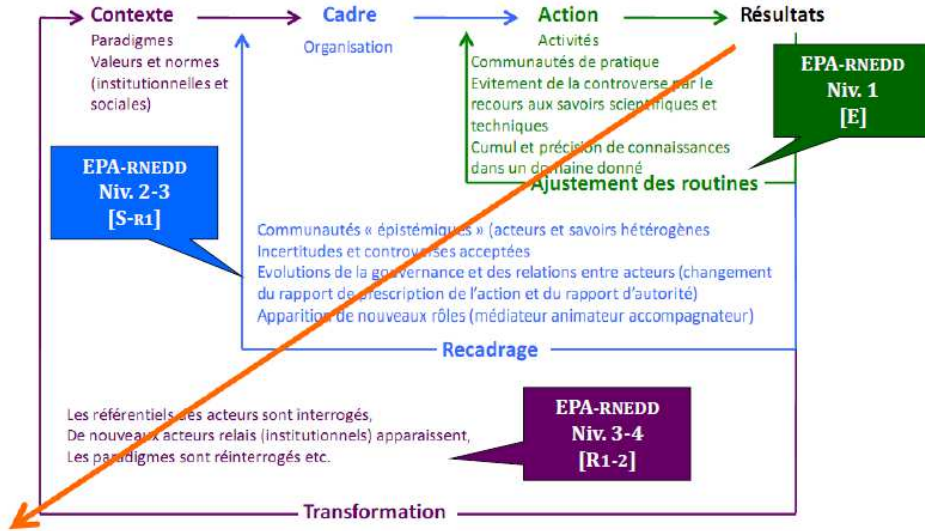 Contexte
Cadre
Action
Résultats
Paradigmes
Valeurs et normes
(institutionnelles et
sociales)
Organisation
Activités
Communautés de pratique
Evitement de la controverse par le
recours aux savoirs scientifiques et
techniques
Cumul et précision de connaissances
dans un domaine donné
Ajustement des routines
EPA-RNEDD
Niv. 1
[E]
EPA-RNEDD
Niv. 2-3
[S-R1]
Communautés « épistémiques » (acteurs et savoirs hétérogènes
Incertitudes et controverses acceptées
Evolutions de la gouvernance et des relations entre acteurs (changement
du rapport de prescription de l'action et du rapport d'autorité)
Apparition de nouveaux rôles (médiateur animateur accompagnateur)
Recadrage
Les référentiels des acteurs sont interrogés,
De nouveaux acteurs relais (institutionnels) apparaissent,
Les paradigmes sont réinterrogés etc.
EPA-RNEDD
Niv. 3-4
[R1-2]
Transformation